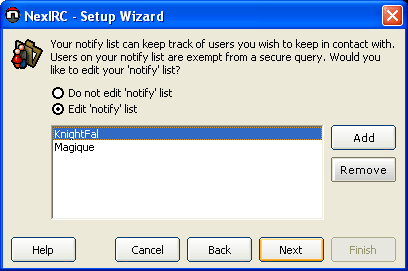 NexIRC - Setup Wizard
Your notify list can keep track of users you wish to keep in contact with.
Users on your notify list are exempt from a secure query. Would you
like to edit your 'notify' list?
Do not edit 'notify' list
Edit 'notify' list
KnightFal
Magique
Add
Remove
Help
Cancel
Back
Next
Finish